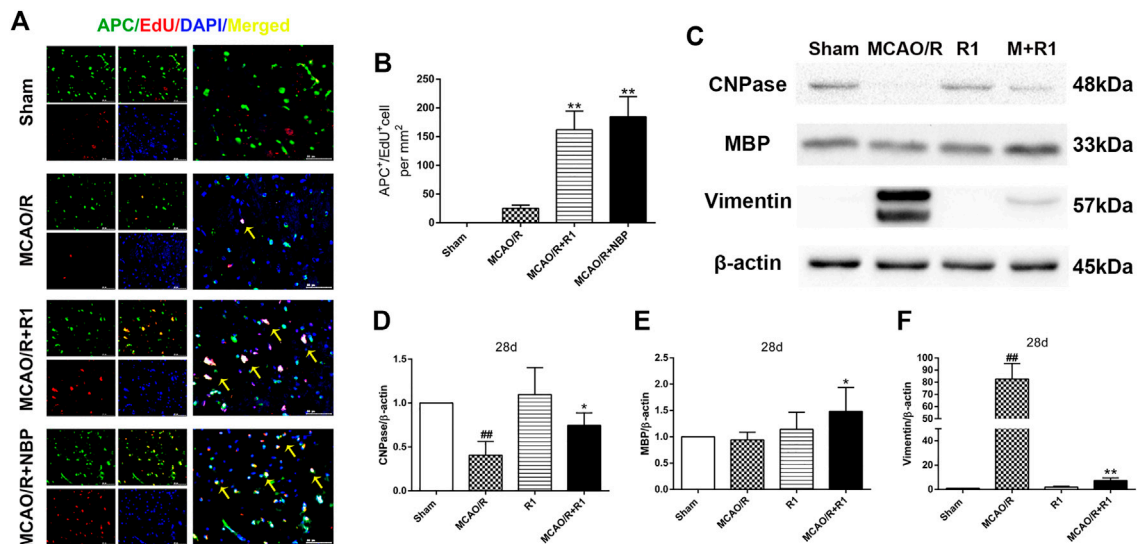 A
APC/EdU/DAPI/Merged
Sham
MCAO/R
MCAO/R+R1
MCAO/R+NBP
B
APC⁺/EdU⁺cell
per mm²
250
200
150
100
50
0
**
**
Sham
MCAO/R
MCAO/R+R1
MCAO/R+NBP
C
Sham MCAO/R R1 M+R1
CNPase 48kDa
MBP 33kDa
Vimentin 57kDa
β-actin 45kDa
D
28d
CNPase/β-actin
1.5
1.0
0.5
0.0
##
*
Sham
MCAO/R
R1
MCAO/R+R1
E
28d
MBP/β-actin
2.5
2.0
1.5
1.0
0.5
0.0
*
Sham
MCAO/R
R1
MCAO/R+R1
F
28d
Vimentin/β-actin
100
90
80
70
60
50
20
10
0
##
**
Sham
MCAO/R
R1
MCAO/R+R1